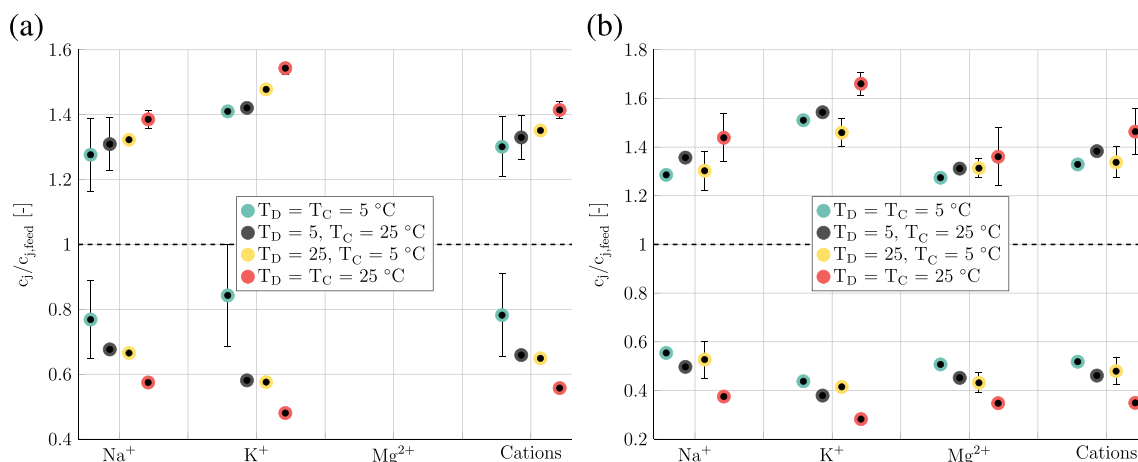 (a)
1.6
1.4
1.2
1
0.8
0.6
0.4
c_j/c_j,feed [-]
T_D = T_C = 5 °C
T_D = 5, T_C = 25 °C
T_D = 25, T_C = 5 °C
T_D = T_C = 25 °C
Na⁺ K⁺ Mg²⁺ Cations
(b)
1.8
1.6
1.4
1.2
1
0.8
0.6
0.4
0.2
c_j/c_j,feed [-]
T_D = T_C = 5 °C
T_D = 5, T_C = 25 °C
T_D = 25, T_C = 5 °C
T_D = T_C = 25 °C
Na⁺ K⁺ Mg²⁺ Cations